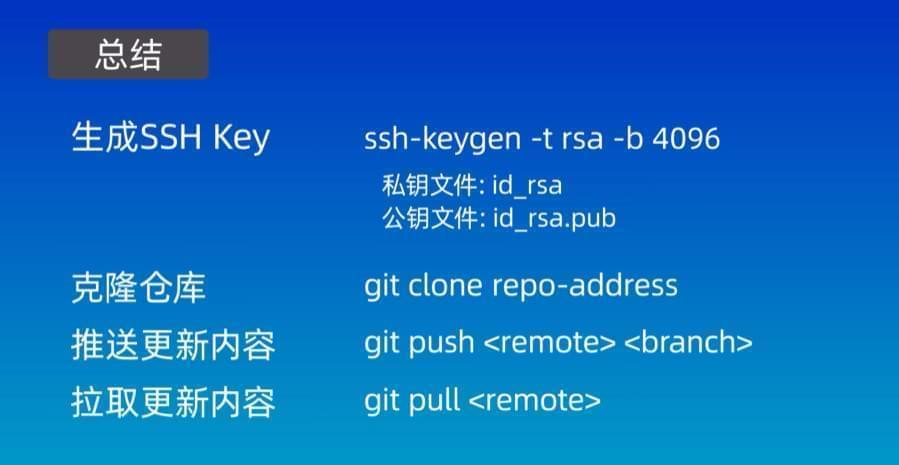 总结
生成SSH Key ssh-keygen -t rsa -b 4096
私钥文件: id_rsa
公钥文件: id_rsa.pub
克隆仓库 git clone repo-address
推送更新内容 git push <remote> <branch>
拉取更新内容 git pull <remote>